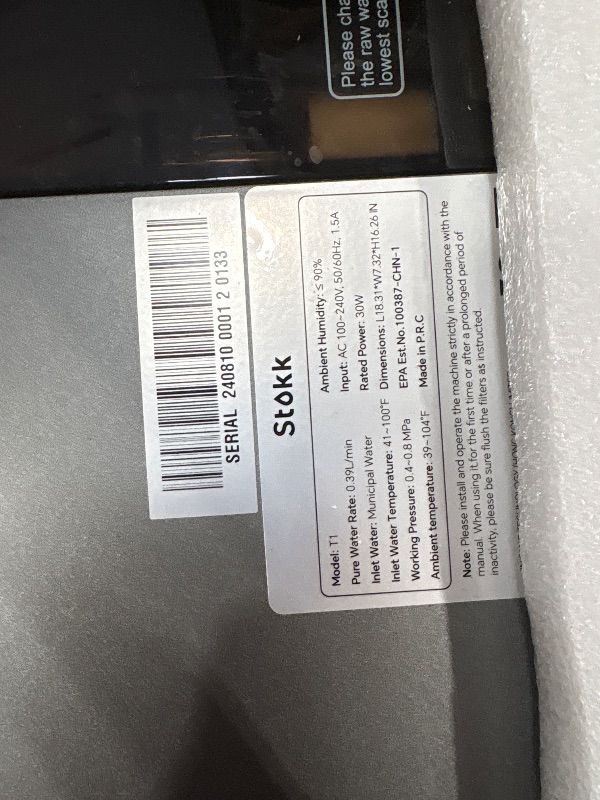 Please cha
the raw wa
lowest sca
SERIAL 240810 0001 2 0133
Stokk
Model: T1
Pure Water Rate: 0.39L/min
Inlet Water: Municipal Water
Inlet Water Temperature: 41~100°F
Working Pressure: 0.4~0.8 MPa
Ambient temperature: 39~104°F
Ambient Humidity: ≤ 90%
Input: AC 100~240V, 50/60Hz, 1.5A
Rated Power: 30W
Dimensions: L18.31*W7.32*H16.26 IN
EPA Est.No.100387-CHN-1
Made in P.R.C
Note: Please install and operate the machine strictly in accordance with the
manual. When using it for the first time or after a prolonged period of
inactivity, please be sure flush the filters as instructed.